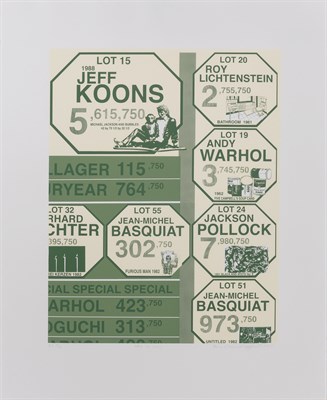 LOT 15
1988
JEFF
KOONS
5,615,750
MICHAEL JACKSON AND BUBBLES
LOT 20
ROY
LICHTENSTEIN
2,755,750
BATHROOM 1961
LOT 19
ANDY
WARHOL
3,745,750
1962
LLAGER 115,750
URYEAR 764,750
LOT 32
RHARD
CHTER
395,750
LOT 55
JEAN-MICHEL
BASQUIAT
302,750
FURIOUS MAN 1982
LOT 24
JACKSON
POLLOCK
7,980,750
CIAL SPECIAL SPECIAL
WARHOL 423,750
OGUCHI 313,750
LOT 51
JEAN-MICHEL
BASQUIAT
973,750
UNTITLED 1982